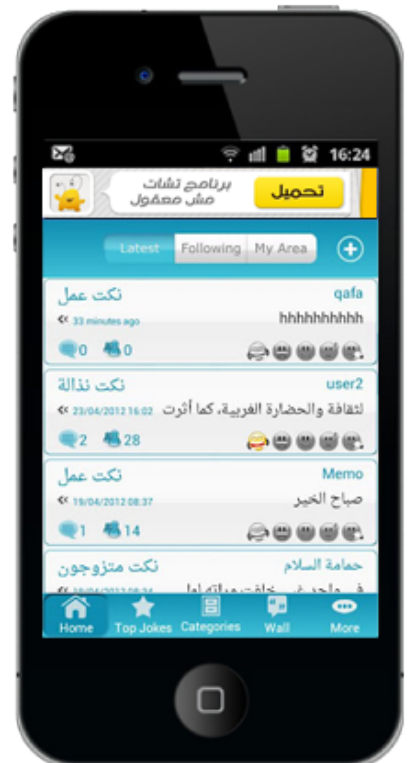 16:24
برنامج تشات
مش معقول
تحميل
Latest Following My Area
نكت عمل qafa
33 minutes ago hhhhhhhhhh
0 0
نكت نذالة user2
لثقافة والحضارة الغربية، كما أثرت 23/04/2012 16:02
2 28
نكت عمل Memo
صباح الخير 19/04/2012 08:37
1 14
نكت متزوجون حمامة السلام
Home Top Jokes Categories Wall More